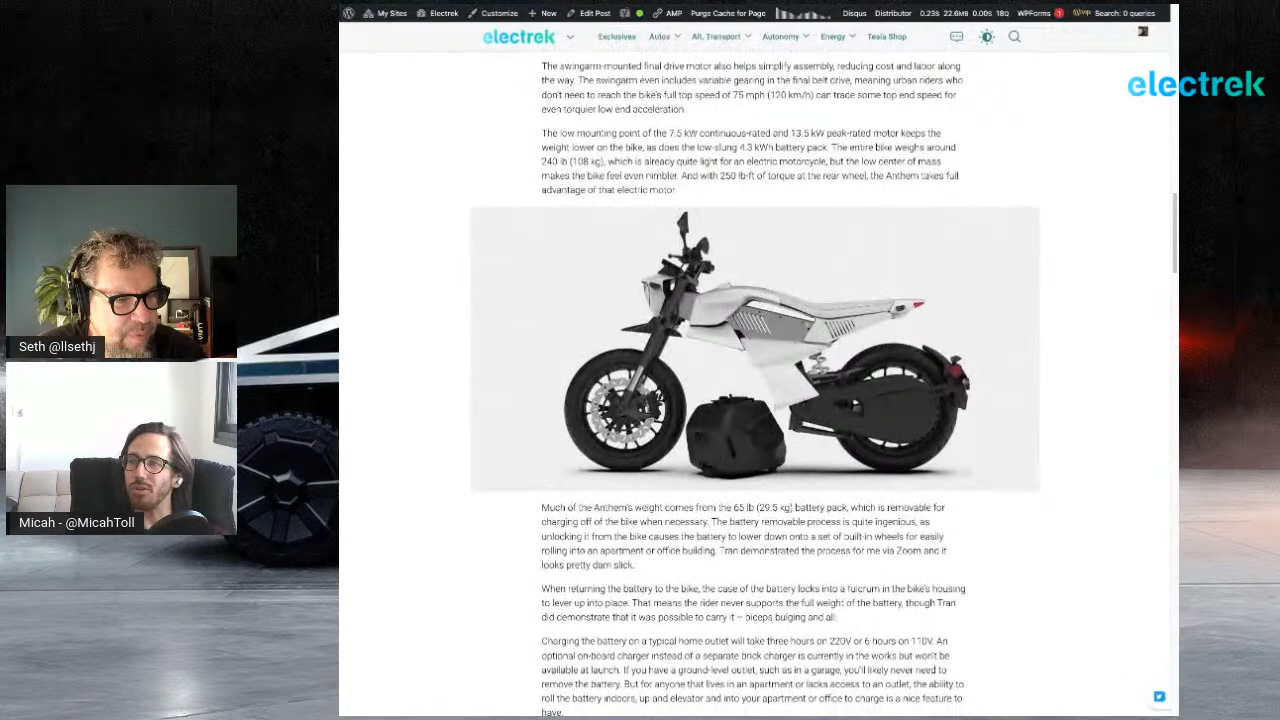 My Sites Electrek Customize New Edit Post AMP Purge Cache for Page Disqus Distributor 0.23s 22.6MB 0.00s 18Q WPForms 1 Search: 0 queries
electrek Exclusives Autos Alt. Transport Autonomy Energy Tesla Shop
electrek
The swingarm-mounted final drive motor also helps simplify assembly, reducing cost and labor along
the way. The swingarm even includes variable gearing in the final belt drive, meaning urban riders who
don't need to reach the bike's full top speed of 75 mph (120 km/h) can trade some top end speed for
even torquier low end acceleration.
The low mounting point of the 7.5 kW continuous-rated and 13.5 kW peak-rated motor keeps the
weight lower on the bike, as does the low-slung 4.3 kWh battery pack. The entire bike weighs around
240 lb (108 kg), which is already quite light for an electric motorcycle, but the low center of mass
makes the bike feel even nimbler. And with 250 lb-ft of torque at the rear wheel, the Anthem takes full
advantage of that electric motor
Seth @llsethj
Micah - @MicahToll
Much of the Anthem's weight comes from the 65 lb (29.5 kg) battery pack, which is removable for
charging off of the bike when necessary. The battery removable process is quite ingenious, as
unlocking it from the bike causes the battery to lower down onto a set of built-in wheels for easily
rolling into an apartment or office building. Tran demonstrated the process for me via Zoom and it
looks pretty darn slick.
When returning the battery to the bike, the case of the battery locks into a fulcrum in the bike's housing
to lever up into place. That means the rider never supports the full weight of the battery, though Tran
did demonstrate that it was possible to carry it – biceps bulging and all.
Charging the battery on a typical home outlet will take three hours on 220V or 6 hours on 110V. An
optional on-board charger instead of a separate brick charger is currently in the works but won't be
available at launch. If you have a ground-level outlet, such as in a garage, you'll likely never need to
remove the battery. But for anyone that lives in an apartment or lacks access to an outlet, the ability to
roll the battery indoors, up and elevator and into your apartment or office to charge is a nice feature to
have.